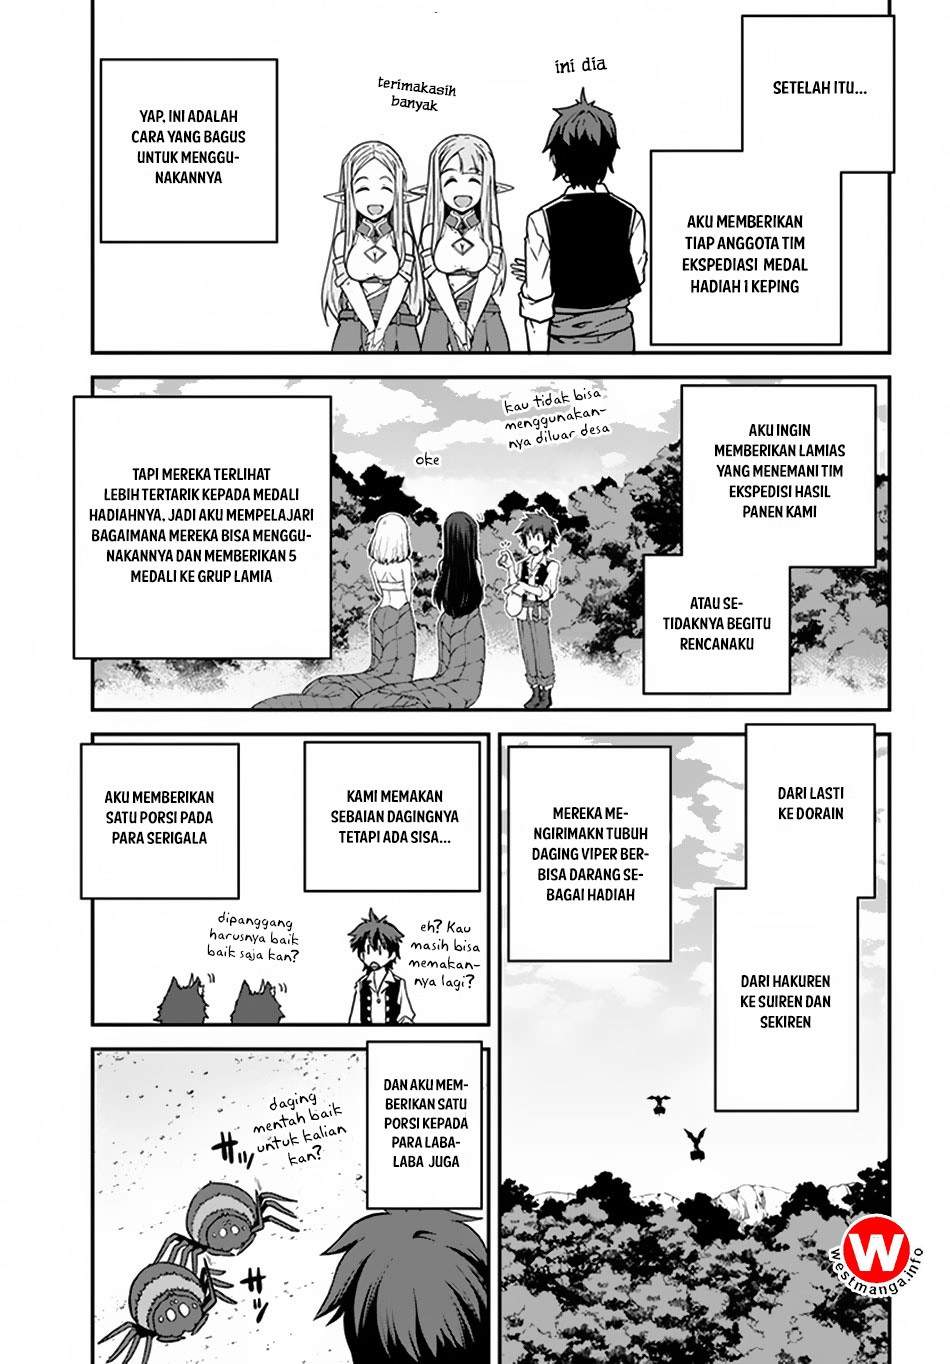 SETELAH ITU...
AKU MEMBERIKAN
TIAP ANGGOTA TIM
EKSPEDIASI MEDAL
HADIAH 1 KEPING
ini dia
terimakasih
banyak
YAP, INI ADALAH
CARA YANG BAGUS
UNTUK MENGGU-
NAKANNYA
AKU INGIN
MEMBERIKAN LAMIAS
YANG MENEMANI TIM
EKSPEDISI HASIL
PANEN KAMI
ATAU SE-
TIDAKNYA BEGITU
RENCANAKU
kau tidak bisa
menggunakan-
nya diluar desa
oke
TAPI MEREKA TERLIHAT
LEBIH TERTARIK KEPADA MEDALI
HADIAHNYA, JADI AKU MEMPELAJARI
BAGAIMANA MEREKA BISA MENGGU-
NAKANNYA DAN MEMBERIKAN 5
MEDALI KE GRUP LAMIA
DARI LASTI
KE DORAIN
DARI HAKUREN
KE SUIREN DAN
SEKIREN
MEREKA ME-
NGIRIMAKN TUBUH
DAGING VIPER BER-
BISA DARANG SE-
BAGAI HADIAH
KAMI MEMAKAN
SEBAIAN DAGINGNYA
TETAPI ADA SISA...
AKU MEMBERIKAN
SATU PORSI PADA
PARA SERIGALA
eh? Kau
masih bisa
memakan-
nya lagi?
dipanggang
harusnya baik
baik saja kan?
DAN AKU MEM-
BERIKAN SATU
PORSI KEPADA
PARA LABA-
LABA JUGA
daging
mentah baik
untuk kalian
kan?
ササッ
ササッ
W
westmanga.info